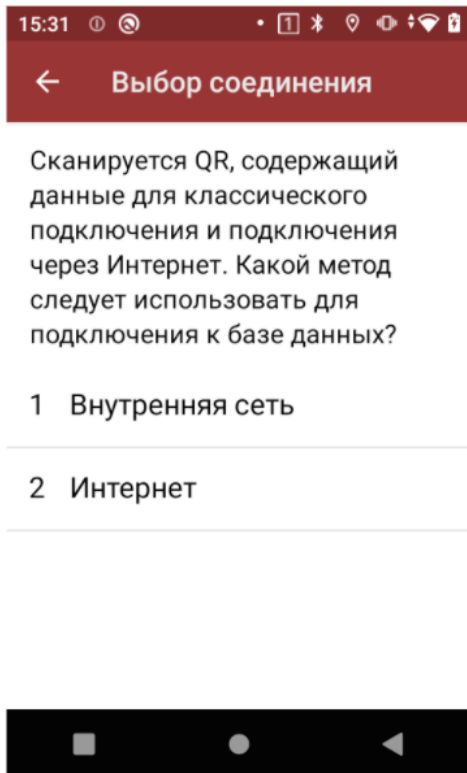 15:31
1
Выбор соединения
Сканируется QR, содержащий
данные для классического
подключения и подключения
через Интернет. Какой метод
следует использовать для
подключения к базе данных?
1 Внутренняя сеть
2 Интернет